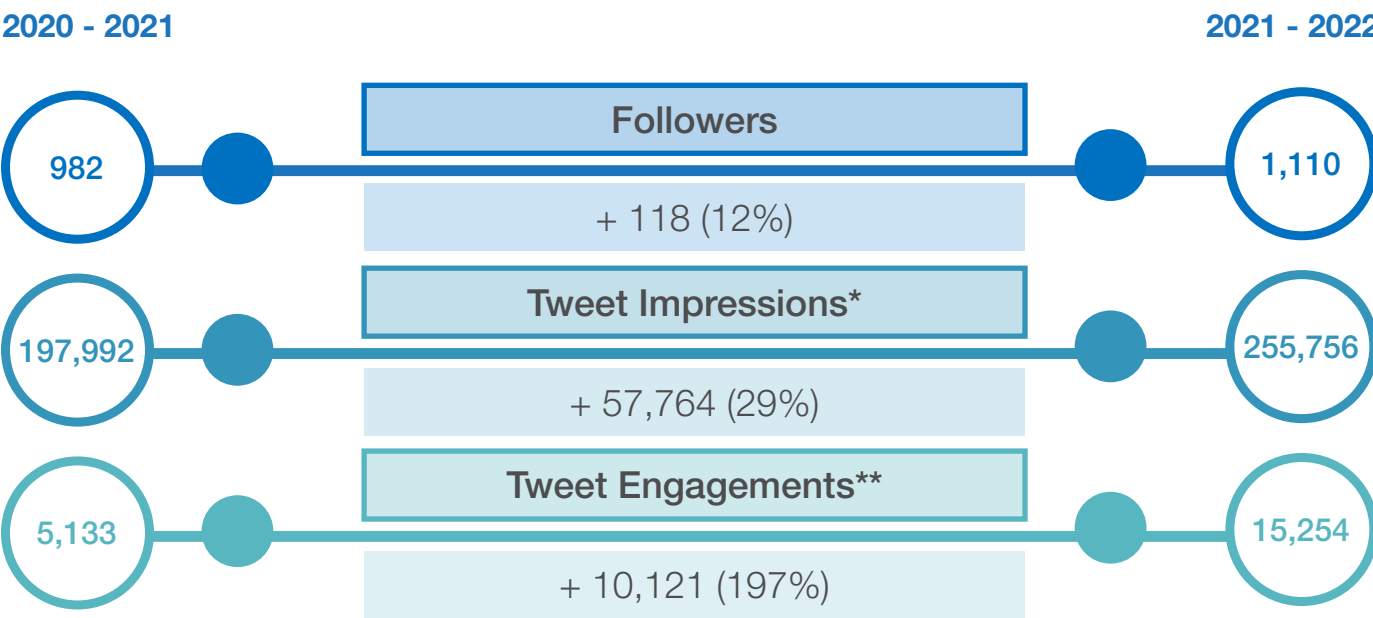 2020 - 2021
2021 - 2022
Followers
982
1,110
+ 118 (12%)
Tweet Impressions*
197,992
255,756
+ 57,764 (29%)
Tweet Engagements**
5,133
15,254
+ 10,121 (197%)